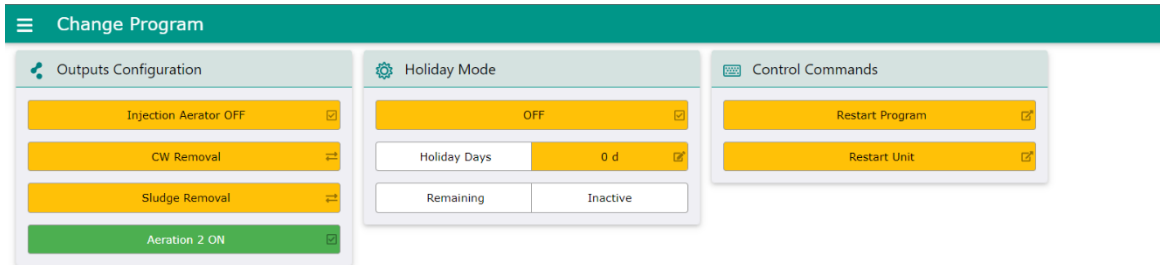 Change Program
Outputs Configuration
Injection Aerator OFF
CW Removal
Sludge Removal
Aeration 2 ON
Holiday Mode
OFF
Holiday Days 0 d
Remaining Inactive
Control Commands
Restart Program
Restart Unit